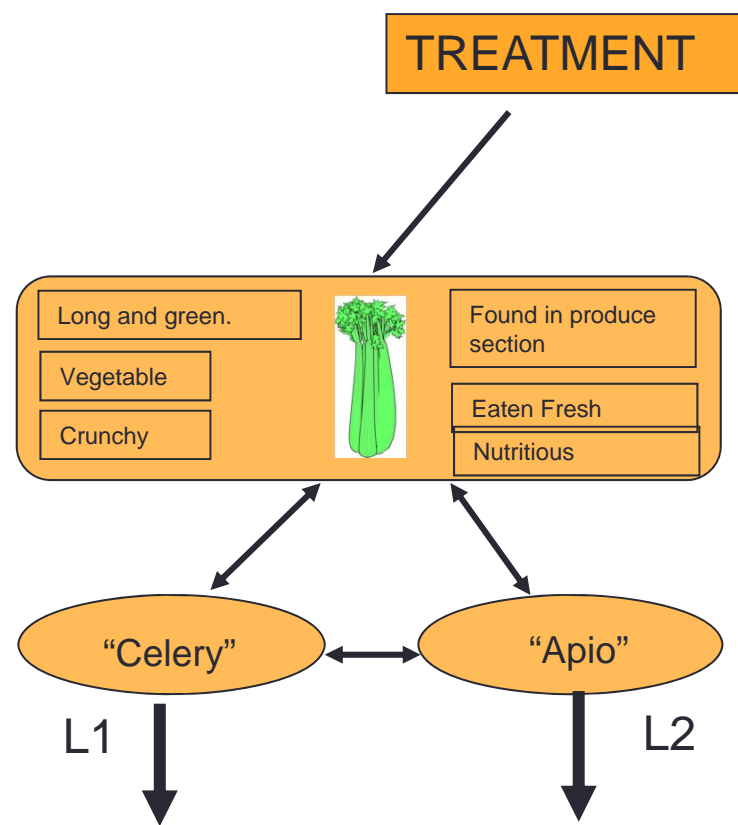 TREATMENT
Long and green.
Vegetable
Crunchy
Found in produce
section
Eaten Fresh
Nutritious
“Celery”
“Apio”
L1
L2